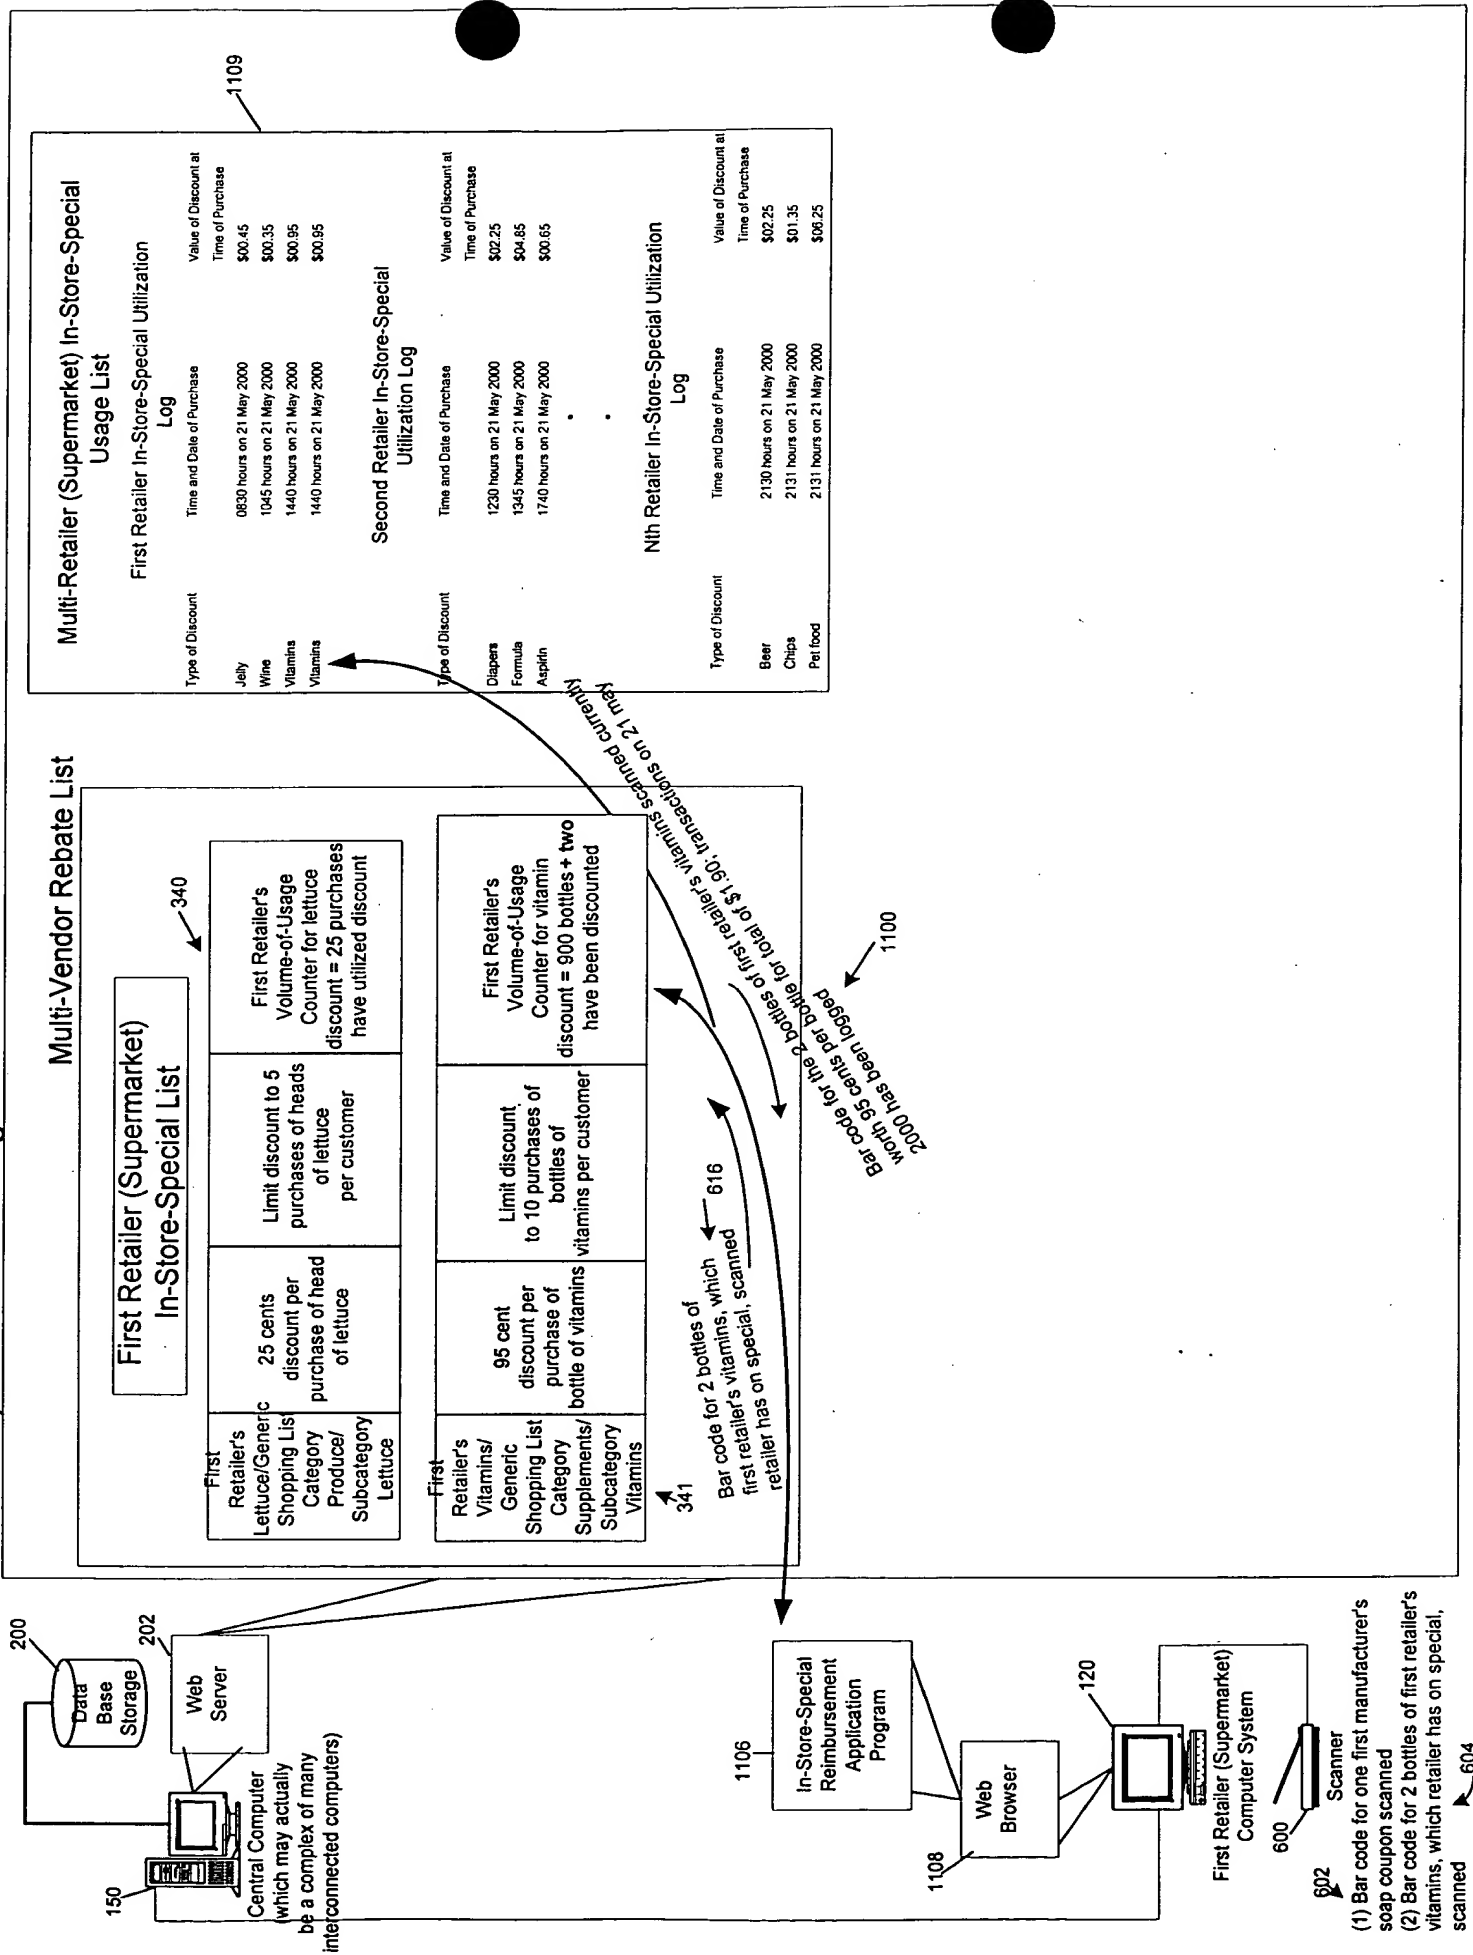 200
Data
Base
Storage
202
Web
Server
150
Central Computer
(which may actually
be a complex of many
interconnected computers)
Multi-Vendor Rebate List
First Retailer (Supermarket)
In-Store-Special List
340
First
Retailer's
Lettuce/Generic
Shopping List
Category
Produce/
Subcategory
Lettuce
25 cents
discount per
purchase of head
of lettuce
Limit discount to 5
purchases of heads
of lettuce
per customer
First Retailer's
Volume-of-Usage
Counter for lettuce
discount = 25 purchases
have utilized discount
First
Retailer's
Vitamins/
Generic
Shopping List
Category
Supplements/
Subcategory
Vitamins
95 cent
discount per
purchase of
bottle of vitamins
Limit discount
to 10 purchases of
bottles of
vitamins per customer
First Retailer's
Volume-of-Usage
Counter for vitamin
discount = 900 bottles + two
have been discounted
341
Bar code for 2 bottles of
first retailer's vitamins, which
retailer has on special, scanned
616
Bar code for the 2 bottles of first retailer's vitamins scanned currently
worth 95 cents per bottle for total of $1.90; transactions on 21 may
2000 has been logged
1100
1109
Multi-Retailer (Supermarket) In-Store-Special
Usage List
First Retailer In-Store-Special Utilization
Log
Type of Discount Time and Date of Purchase Value of Discount at
Time of Purchase
Jelly 0830 hours on 21 May 2000 $00.45
Wine 1045 hours on 21 May 2000 $00.35
Vitamins 1440 hours on 21 May 2000 $00.95
Vitamins 1440 hours on 21 May 2000 $00.95
Second Retailer In-Store-Special
Utilization Log
Type of Discount Time and Date of Purchase Value of Discount at
Time of Purchase
Diapers 1230 hours on 21 May 2000 $02.25
Formula 1345 hours on 21 May 2000 $04.85
Aspirin 1740 hours on 21 May 2000 $00.65
Nth Retailer In-Store-Special Utilization
Log
Type of Discount Time and Date of Purchase Value of Discount at
Time of Purchase
Beer 2130 hours on 21 May 2000 $02.25
Chips 2131 hours on 21 May 2000 $01.35
Pet food 2131 hours on 21 May 2000 $06.25
1106
In-Store-Special
Reimbursement
Application
Program
1108
Web
Browser
120
First Retailer (Supermarket)
Computer System
600
Scanner
602
(1) Bar code for one first manufacturer's
soap coupon scanned
(2) Bar code for 2 bottles of first retailer's
vitamins, which retailer has on special,
scanned
604